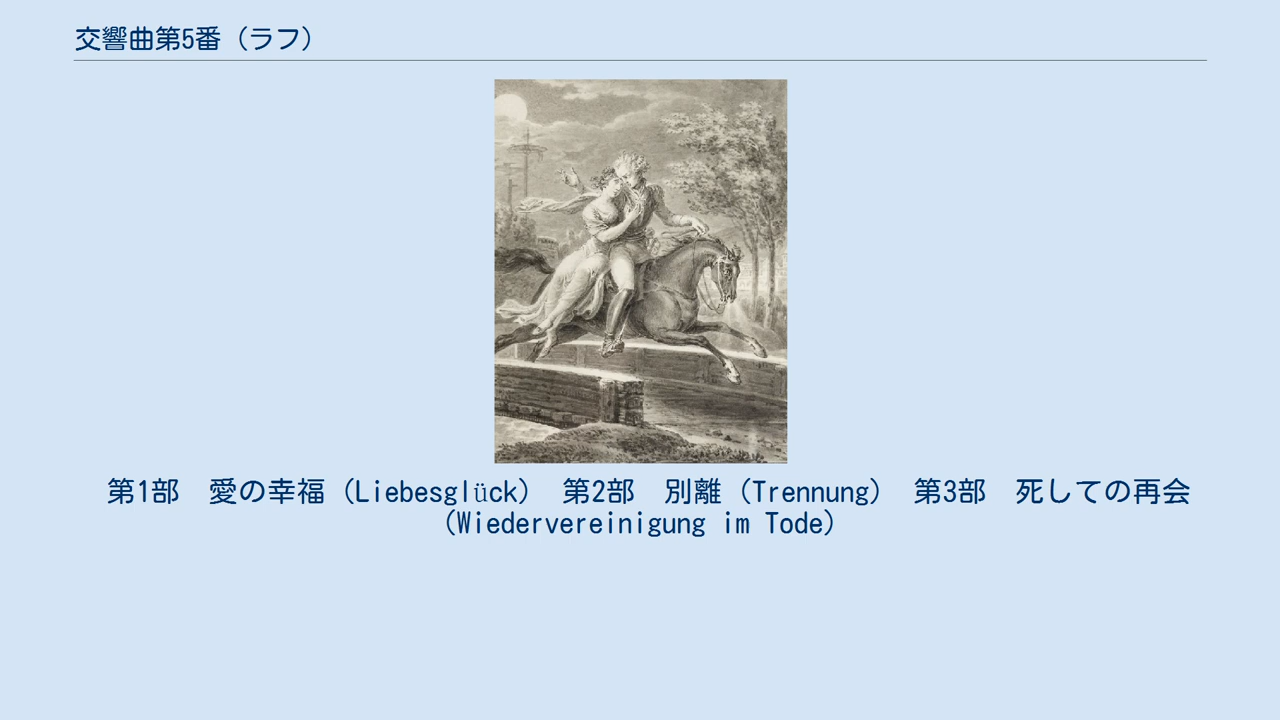 交響曲第5番（ラフ）
第1部　愛の幸福（Liebesglück）　第2部　別離（Trennung）　第3部　死しての再会
（Wiedervereinigung im Tode）